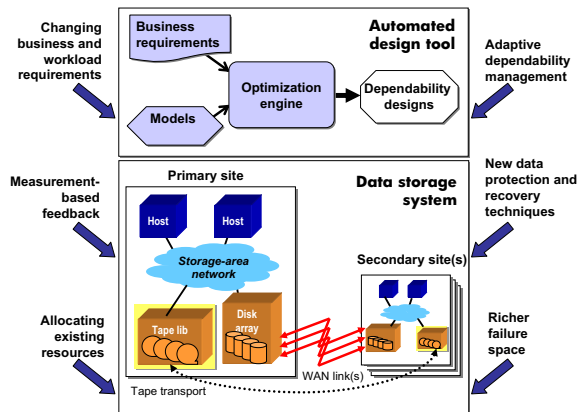 Changing
business and
workload
requirements
Business
requirements
Models
Optimization
engine
Automated
design tool
Dependability
designs
Adaptive
dependability
management
Measurement-
based
feedback
Allocating
existing
resources
Primary site
Host
Host
Storage-area
network
Tape lib
Disk
array
Tape transport
Data storage
system
Secondary site(s)
WAN link(s)
New data
protection and
recovery
techniques
Richer
failure
space